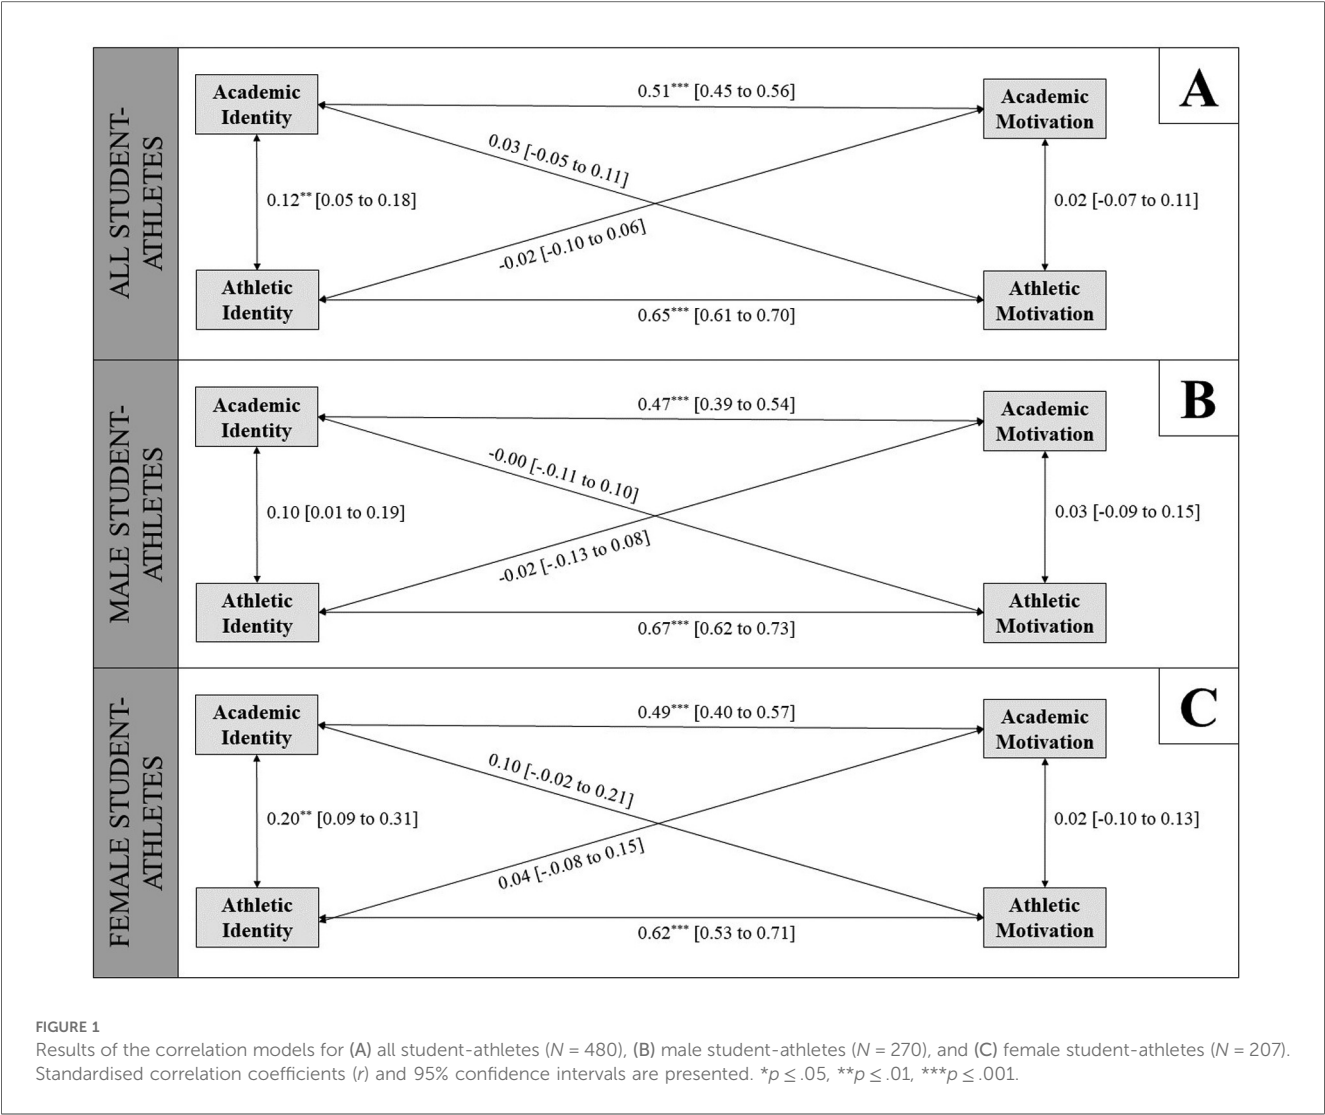 ALL STUDENT-
ATHLETES
A
Academic
Identity
0.51*** [0.45 to 0.56]
Academic
Motivation
0.03 [-0.05 to 0.11]
0.12** [0.05 to 0.18]
0.02 [-0.07 to 0.11]
-0.02 [-0.10 to 0.06]
Athletic
Identity
0.65*** [0.61 to 0.70]
Athletic
Motivation
MALE STUDENT-
ATHLETES
B
Academic
Identity
0.47*** [0.39 to 0.54]
Academic
Motivation
-0.00 [-.0.11 to 0.10]
0.10 [0.01 to 0.19]
0.03 [-0.09 to 0.15]
-0.02 [-.0.13 to 0.08]
Athletic
Identity
0.67*** [0.62 to 0.73]
Athletic
Motivation
FEMALE STUDENT-
ATHLETES
C
Academic
Identity
0.49*** [0.40 to 0.57]
Academic
Motivation
0.10 [-.0.02 to 0.21]
0.20** [0.09 to 0.31]
0.02 [-0.10 to 0.13]
0.04 [-.0.08 to 0.15]
Athletic
Identity
0.62*** [0.53 to 0.71]
Athletic
Motivation
FIGURE 1
Results of the correlation models for (A) all student-athletes (N = 480), (B) male student-athletes (N = 270), and (C) female student-athletes (N = 207).
Standardised correlation coefficients (r) and 95% confidence intervals are presented. *p ≤ .05, **p ≤ .01, ***p ≤ .001.